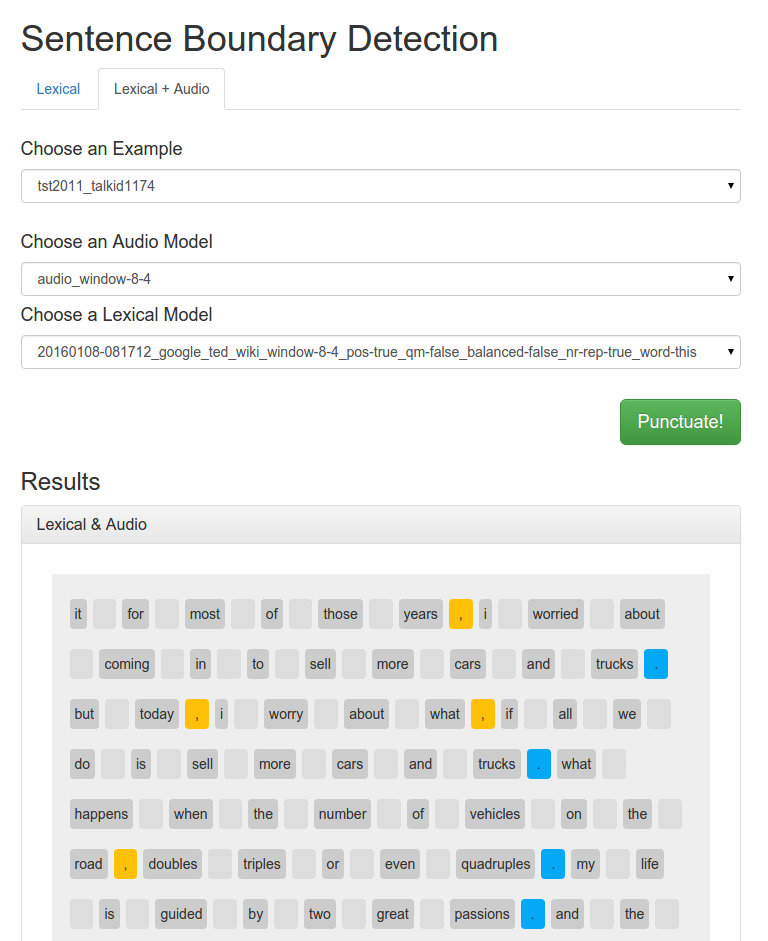 Sentence Boundary Detection
Lexical Lexical + Audio
Choose an Example
tst2011_talkid1174
Choose an Audio Model
audio_window-8-4
Choose a Lexical Model
20160108-081712_google_ted_wiki_window-8-4_pos-true_qm-false_balanced-false_nr-rep-true_word-this
Punctuate!
Results
Lexical & Audio
it for most of those years , i worried about
coming in to sell more cars and trucks .
but today , i worry about what , if all we
do is sell more cars and trucks . what
happens when the number of vehicles on the
road , doubles triples or even quadruples . my life
is guided by two great passions . and the